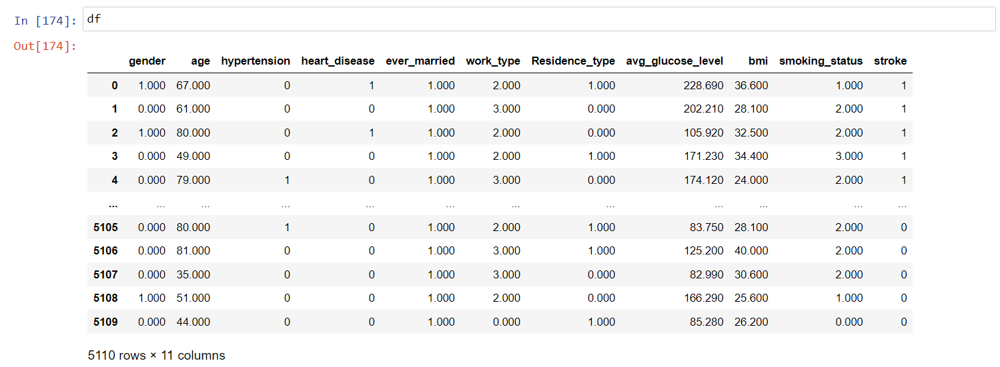 In [174]: df
Out[174]:
gender age hypertension heart_disease ever_married work_type Residence_type avg_glucose_level bmi smoking_status stroke
0 1.000 67.000 0 1 1.000 2.000 1.000 228.690 36.600 1.000 1
1 0.000 61.000 0 0 1.000 3.000 0.000 202.210 28.100 2.000 1
2 1.000 80.000 0 1 1.000 2.000 0.000 105.920 32.500 2.000 1
3 0.000 49.000 0 0 1.000 2.000 1.000 171.230 34.400 3.000 1
4 0.000 79.000 1 0 1.000 3.000 0.000 174.120 24.000 2.000 1
... ... ... ... ... ... ... ... ... ... ... ...
5105 0.000 80.000 1 0 1.000 2.000 1.000 83.750 28.100 2.000 0
5106 0.000 81.000 0 0 1.000 3.000 1.000 125.200 40.000 2.000 0
5107 0.000 35.000 0 0 1.000 3.000 0.000 82.990 30.600 2.000 0
5108 1.000 51.000 0 0 1.000 2.000 0.000 166.290 25.600 1.000 0
5109 0.000 44.000 0 0 1.000 0.000 1.000 85.280 26.200 0.000 0
5110 rows × 11 columns